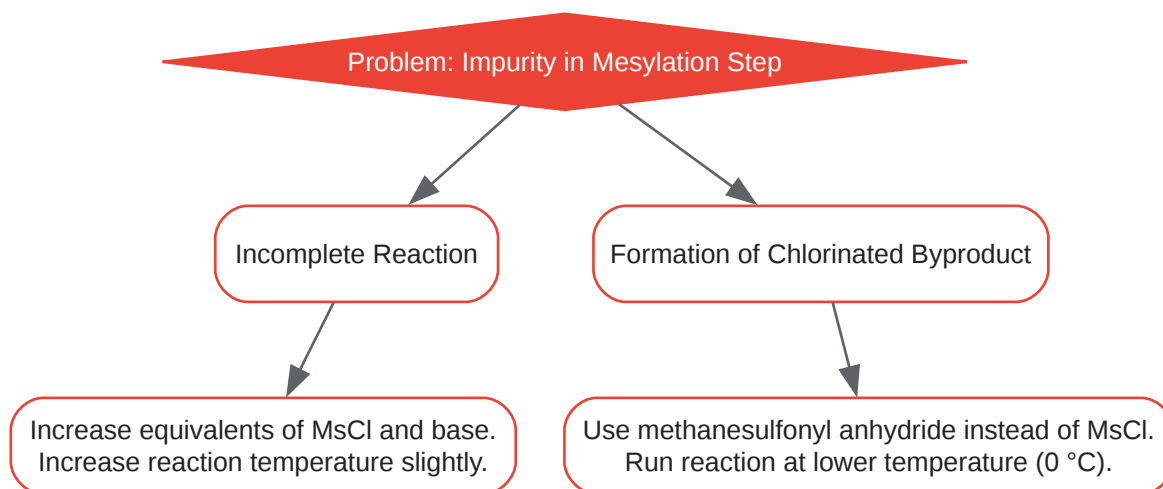 Problem: Impurity in Mesylation Step
Incomplete Reaction
Formation of Chlorinated Byproduct
Increase equivalents of MsCl and base.
Increase reaction temperature slightly.
Use methanesulfonyl anhydride instead of MsCl.
Run reaction at lower temperature (0 °C).